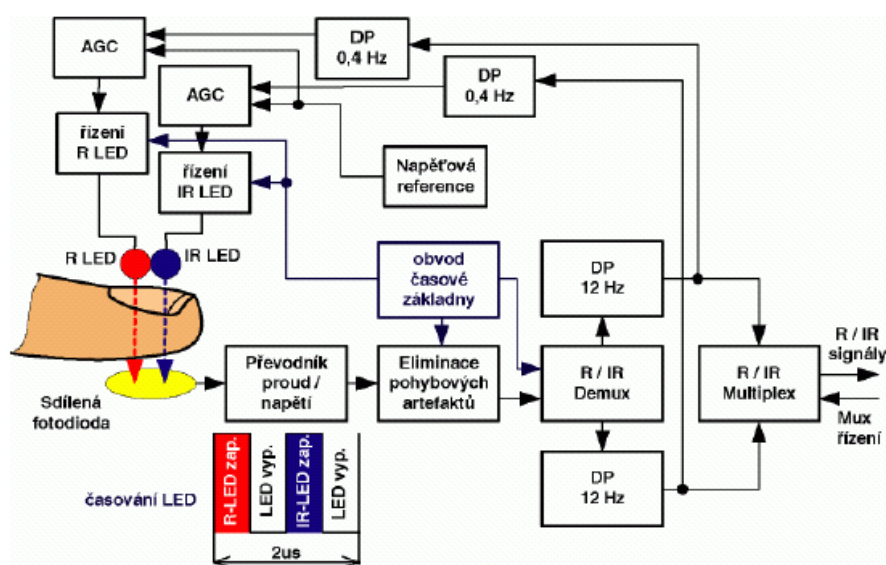 AGC
DP
0,4 Hz
DP
0,4 Hz
AGC
řízení
R LED
řízení
IR LED
Napěťová
reference
R LED
IR LED
obvod
časové
základny
DP
12 Hz
Převodník
proud /
napětí
Eliminace
pohybových
artefaktů
R / IR
Demux
R / IR
Multiplex
R / IR
signály
Mux
řízení
Sdílená
fotodioda
DP
12 Hz
časování LED
R-LED zap.
LED vyp.
IR-LED zap.
LED vyp.
2us